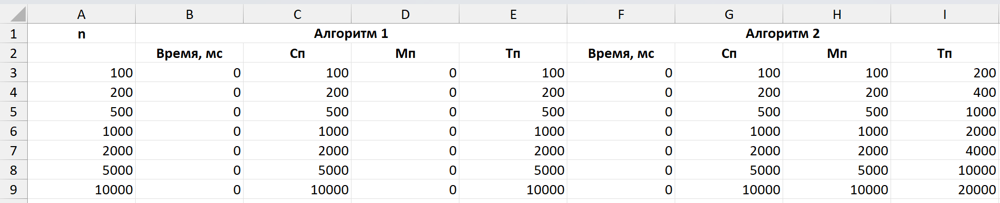 A B C D E F G H I
1 n Алгоритм 1 Алгоритм 2
2 Время, мс Сп Мп Тп Время, мс Сп Мп Тп
3 100 0 100 0 100 0 100 100 200
4 200 0 200 0 200 0 200 200 400
5 500 0 500 0 500 0 500 500 1000
6 1000 0 1000 0 1000 0 1000 1000 2000
7 2000 0 2000 0 2000 0 2000 2000 4000
8 5000 0 5000 0 5000 0 5000 5000 10000
9 10000 0 10000 0 10000 0 10000 10000 20000